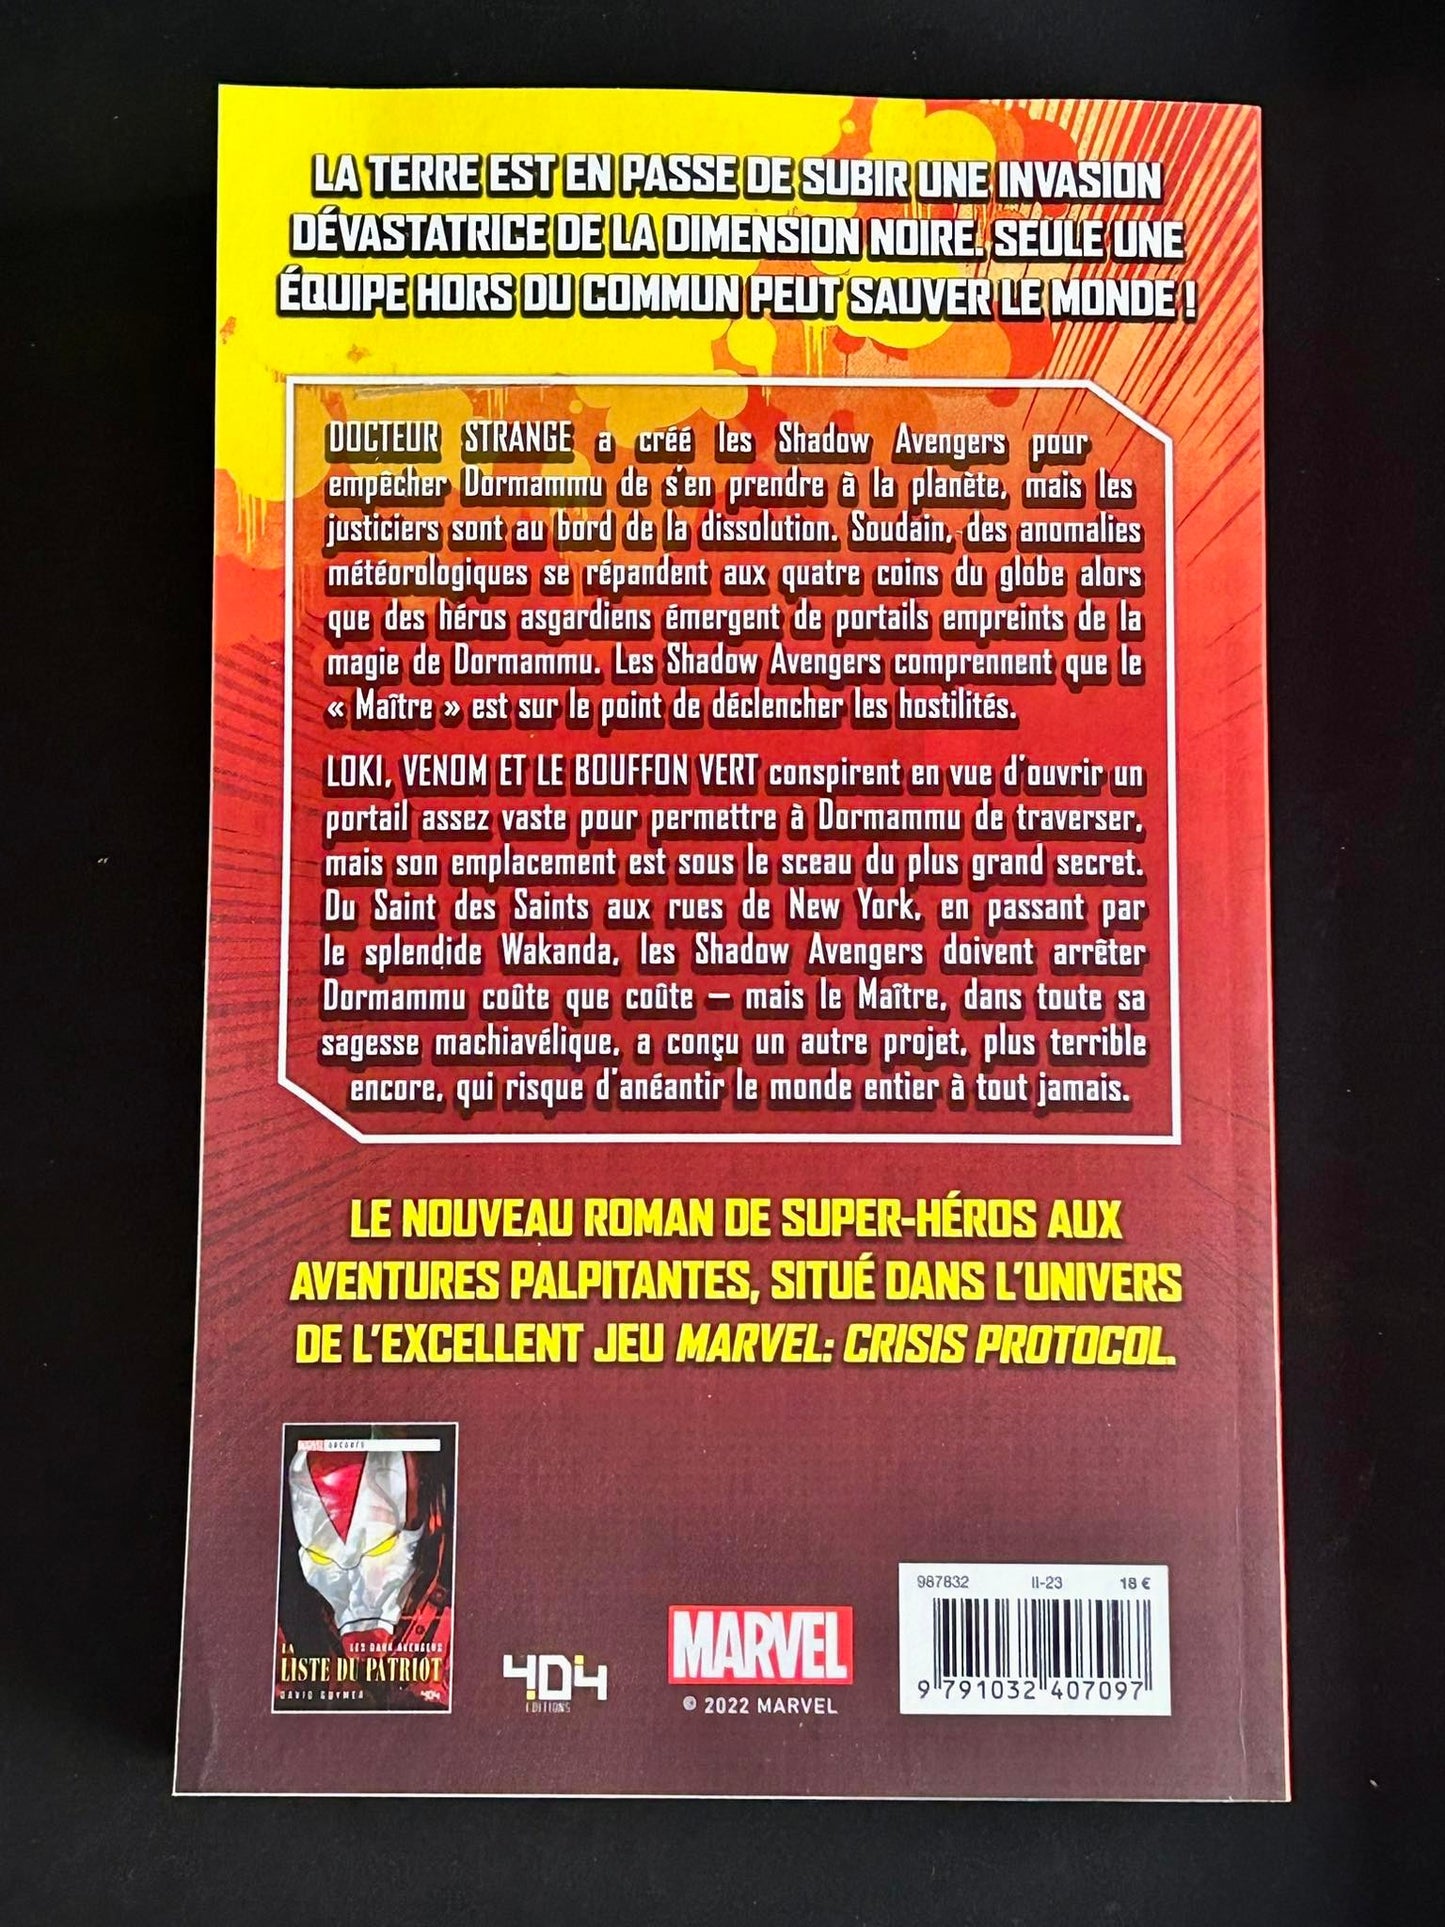 LA TERRE EST EN PASSE DE SUBIR UNE INVASION
DÉVASTATRICE DE LA DIMENSION NOIRE. SEULE UNE
ÉQUIPE HORS DU COMMUN PEUT SAUVER LE MONDE !
DOCTEUR STRANGE a créé les Shadow Avengers pour
empêcher Dormammu de s'en prendre à la planète, mais les
justiciers sont au bord de la dissolution. Soudain, des anomalies
météorologiques se répandent aux quatre coins du globe alors
que des héros asgardiens émergent de portails empreints de la
magie de Dormammu. Les Shadow Avengers comprennent que le
« Maître » est sur le point de déclencher les hostilités.
LOKI, VENOM ET LE BOUFFON VERT conspirent en vue d'ouvrir un
portail assez vaste pour permettre à Dormammu de traverser,
mais son emplacement est sous le sceau du plus grand secret.
Du Saint des Saints aux rues de New York, en passant par
le splendide Wakanda, les Shadow Avengers doivent arrêter
Dormammu coûte que coûte – mais le Maître, dans toute sa
sagesse machiavélique, a conçu un autre projet, plus terrible
encore, qui risque d'anéantir le monde entier à tout jamais.
LE NOUVEAU ROMAN DE SUPER-HÉROS AUX
AVENTURES PALPITANTES, SITUÉ DANS L'UNIVERS
DE L'EXCELLENT JEU MARVEL: CRISIS PROTOCOL.
LES DARK AVENGERS
LA
LISTE DU PATRIOT
DAVID GUYMER
404
404
ÉDITIONS
MARVEL
© 2022 MARVEL
987832 II-23 18 €
9 791032 407097